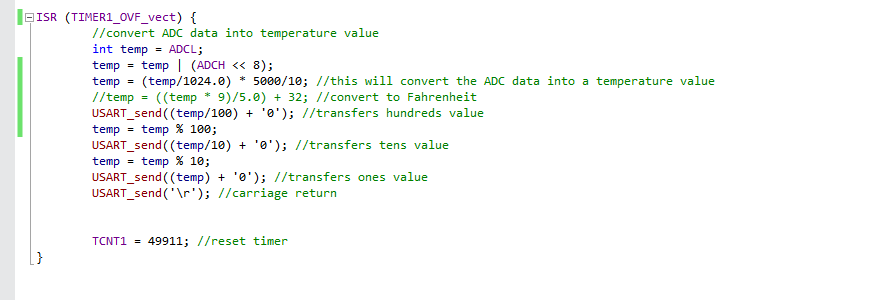 ISR (TIMER1_OVF_vect) {
//convert ADC data into temperature value
int temp = ADCL;
temp = temp | (ADCH << 8);
temp = (temp/1024.0) * 5000/10; //this will convert the ADC data into a temperature value
//temp = ((temp * 9)/5.0) + 32; //convert to Fahrenheit
USART_send((temp/100) + '0'); //transfers hundreds value
temp = temp % 100;
USART_send((temp/10) + '0'); //transfers tens value
temp = temp % 10;
USART_send((temp) + '0'); //transfers ones value
USART_send('\r'); //carriage return
TCNT1 = 49911; //reset timer
}